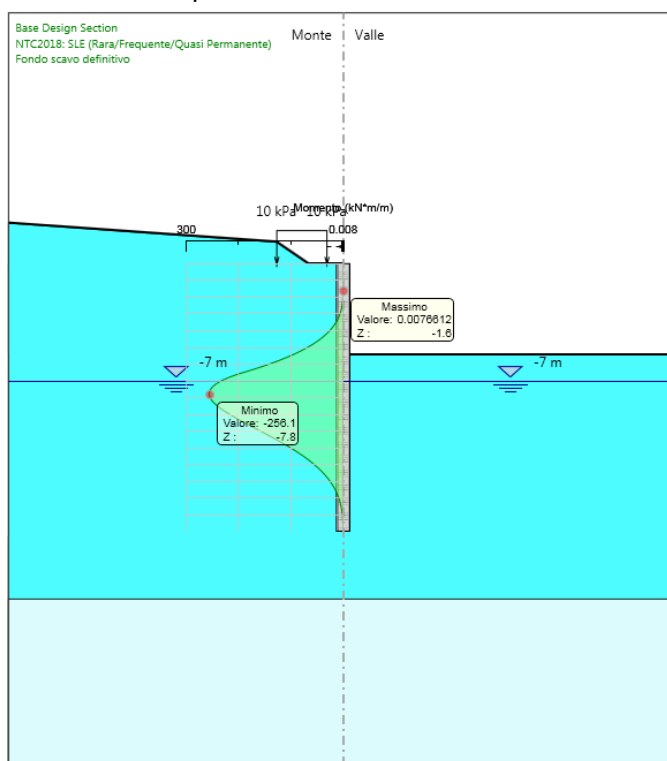 Base Design Section
NTC2018: SLE (Rara/Frequente/Quasi Permanente)
Fondo scavo definitivo
Monte
Valle
10 kPa
10 kPa
Momento (kN*m/m)
300
0.008
Massimo
Valore: 0.0076612
Z : -1.6
-7 m
-7 m
Minimo
Valore: -256.1
Z : -7.8